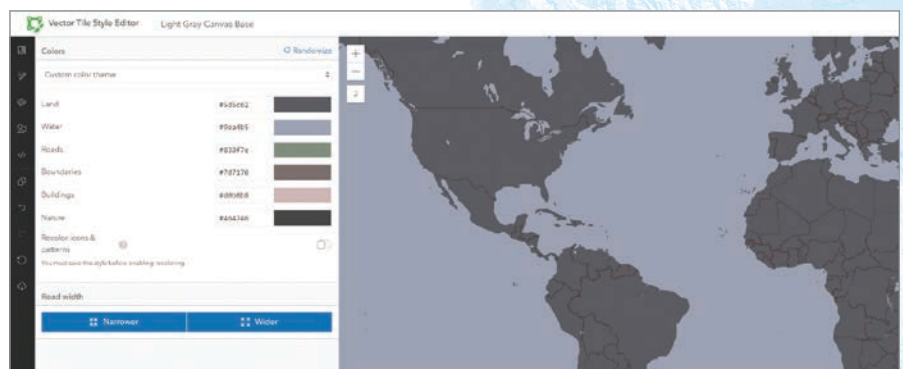 Vector Tile Style Editor Light Gray Canvas Base
Colors Randomize
Custom color theme
Land
Water
Roads
Boundaries
Buildings
Nature
Recolor icons & patterns
You must save the style before enabling recoloring.
Road width
Narrower Wider